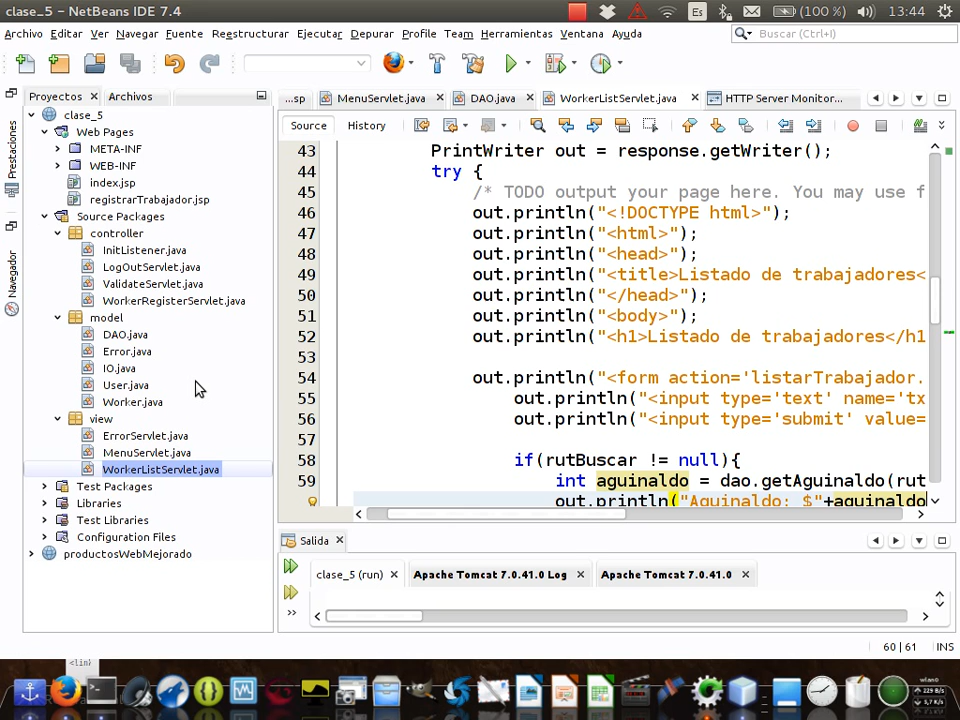 clase_5 - NetBeans IDE 7.4
Es
(100 %)
13:44
Archivo Editar Ver Navegar Fuente Reestructurar Ejecutar Depurar Profile Team Herramientas Ventana Ayuda
Buscar (Ctrl+I)
Proyectos
Archivos
...sp
MenuServlet.java
DAO.java
WorkerListServlet.java
HTTP Server Monitor...
Prestaciones
Navegador
clase_5
Web Pages
META-INF
WEB-INF
index.jsp
registrarTrabajador.jsp
Source Packages
controller
InitListener.java
LogOutServlet.java
ValidateServlet.java
WorkerRegisterServlet.java
model
DAO.java
Error.java
IO.java
User.java
Worker.java
view
ErrorServlet.java
MenuServlet.java
WorkerListServlet.java
Test Packages
Libraries
Test Libraries
Configuration Files
productosWebMejorado
Source
History
43 PrintWriter out = response.getWriter();
44 try {
45 /* TODO output your page here. You may use f
46 out.println("<!DOCTYPE html>");
47 out.println("<html>");
48 out.println("<head>");
49 out.println("<title>Listado de trabajadores<
50 out.println("</head>");
51 out.println("<body>");
52 out.println("<h1>Listado de trabajadores</h1
53
54 out.println("<form action='listarTrabajador.
55 out.println("<input type='text' name='tx
56 out.println("<input type='submit' value=
57
58 if(rutBuscar != null){
59 int aguinaldo = dao.getAguinaldo(rut
out.println("Aguinaldo: $"+aguinaldo
Salida
clase_5 (run)
Apache Tomcat 7.0.41.0 Log
Apache Tomcat 7.0.41.0
60 | 61
INS
wlan0
229 B/s
3,7 K/s